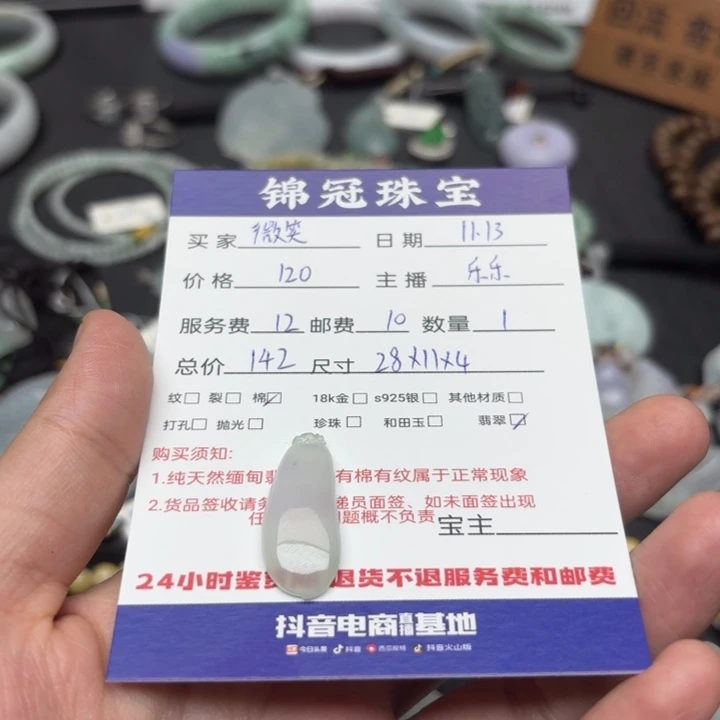 锦冠珠宝
买家 微笑 日期 11.13
价格 120 主播 乐乐
服务费 12 邮费 10 数量 1
总价 142 尺寸 28×11×4
纹□ 裂□ 棉☑ 18k金□ s925银□ 其他材质□
打孔□ 抛光□ 珍珠□ 和田玉□ 翡翠☑
购买须知:
1.纯天然缅甸翡 有棉有纹属于正常现象
2.货品签收请务 递员面签、如未面签出现
任 问题概不负责 宝主
24小时鉴 退货不退服务费和邮费
抖音电商直播基地
今日头条 抖音 西瓜视频 抖音火山版